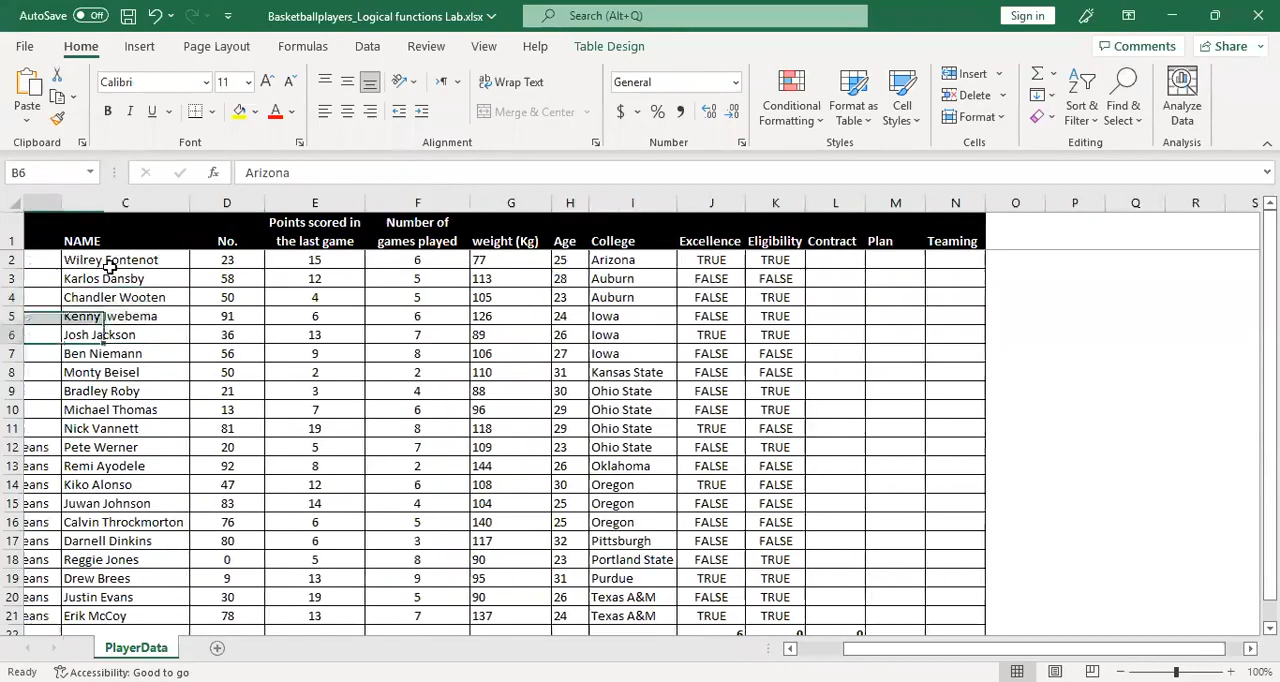 AutoSave Off Basketballplayers_Logical functions Lab.xlsx Search (Alt+Q) Sign in
File Home Insert Page Layout Formulas Data Review View Help Table Design Comments Share
Paste Calibri 11 A A Wrap Text General Conditional Formatting Format as Table Cell Styles Insert Sort & Filter Find & Select Analyze Data
B I U A Merge & Center $ % Delete
Format
Clipboard Font Alignment Number Styles Cells Editing Analysis
B6 fx Arizona
C D E F G H I J K L M N O P Q R S
1 NAME No. Points scored in the last game Number of games played weight (Kg) Age College Excellence Eligibility Contract Plan Teaming
2 Wilrey Fontenot 23 15 6 77 25 Arizona TRUE TRUE
3 Karlos Dansby 58 12 5 113 28 Auburn FALSE FALSE
4 Chandler Wooten 50 4 5 105 23 Auburn FALSE TRUE
5 Kenny Iwebema 91 6 6 126 24 Iowa FALSE FALSE
6 Josh Jackson 36 13 7 89 26 Iowa TRUE TRUE
7 Ben Niemann 56 9 8 106 27 Iowa FALSE FALSE
8 Monty Beisel 50 2 2 110 31 Kansas State FALSE FALSE
9 Bradley Roby 21 3 4 88 30 Ohio State FALSE TRUE
10 Michael Thomas 13 7 6 96 29 Ohio State FALSE TRUE
11 Nick Vannett 81 19 8 118 29 Ohio State TRUE FALSE
12 eans Pete Werner 20 5 7 109 23 Ohio State FALSE TRUE
13 eans Remi Ayodele 92 8 2 144 26 Oklahoma FALSE FALSE
14 eans Kiko Alonso 47 12 6 108 30 Oregon TRUE FALSE
15 eans Juwan Johnson 83 14 4 104 25 Oregon FALSE FALSE
16 eans Calvin Throckmorton 76 6 5 140 25 Oregon FALSE FALSE
17 eans Darnell Dinkins 80 6 3 117 32 Pittsburgh FALSE FALSE
18 eans Reggie Jones 0 5 8 90 23 Portland State FALSE TRUE
19 eans Drew Brees 9 13 9 95 31 Purdue TRUE TRUE
20 eans Justin Evans 30 19 5 90 26 Texas A&M FALSE TRUE
21 eans Erik McCoy 78 13 7 137 24 Texas A&M TRUE TRUE
22 6 0 0
PlayerData
Ready Accessibility: Good to go 100%